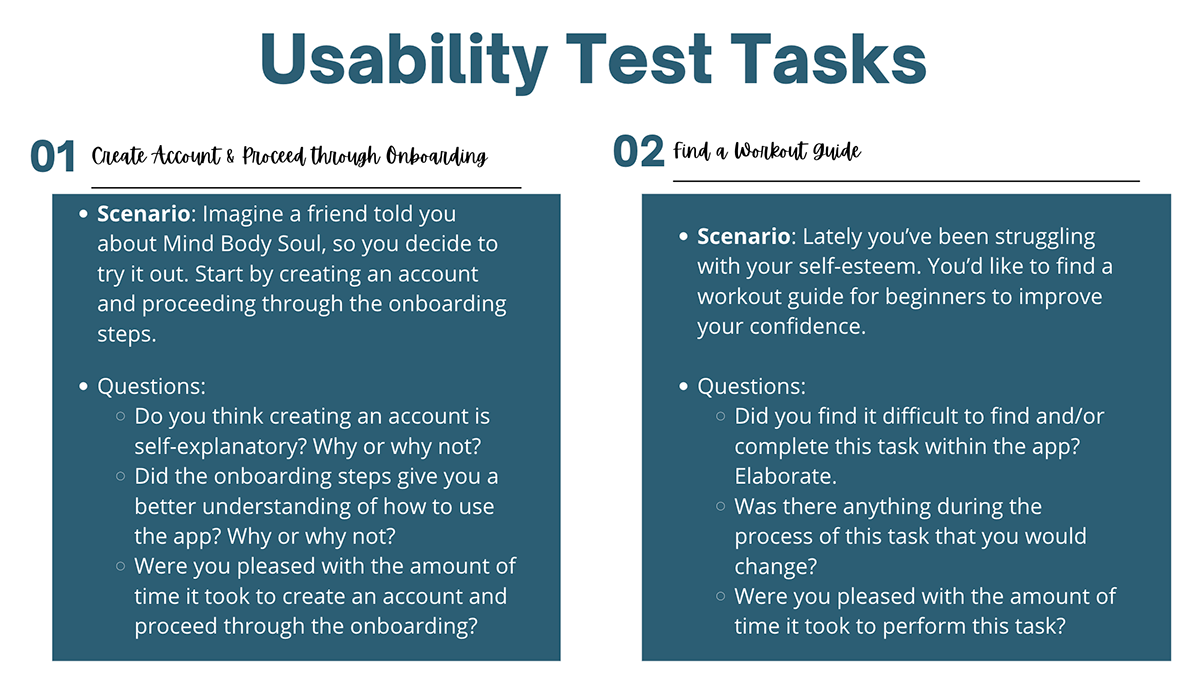 Usability Test Tasks
01 Create Account & Proceed through Onboarding
• Scenario: Imagine a friend told you
about Mind Body Soul, so you decide to
try it out. Start by creating an account
and proceeding through the onboarding
steps.
• Questions:
○ Do you think creating an account is
self-explanatory? Why or why not?
○ Did the onboarding steps give you a
better understanding of how to use
the app? Why or why not?
○ Were you pleased with the amount of
time it took to create an account and
proceed through the onboarding?
02 Find a Workout Guide
• Scenario: Lately you’ve been struggling
with your self-esteem. You’d like to find a
workout guide for beginners to improve
your confidence.
• Questions:
○ Did you find it difficult to find and/or
complete this task within the app?
Elaborate.
○ Was there anything during the
process of this task that you would
change?
○ Were you pleased with the amount of
time it took to perform this task?